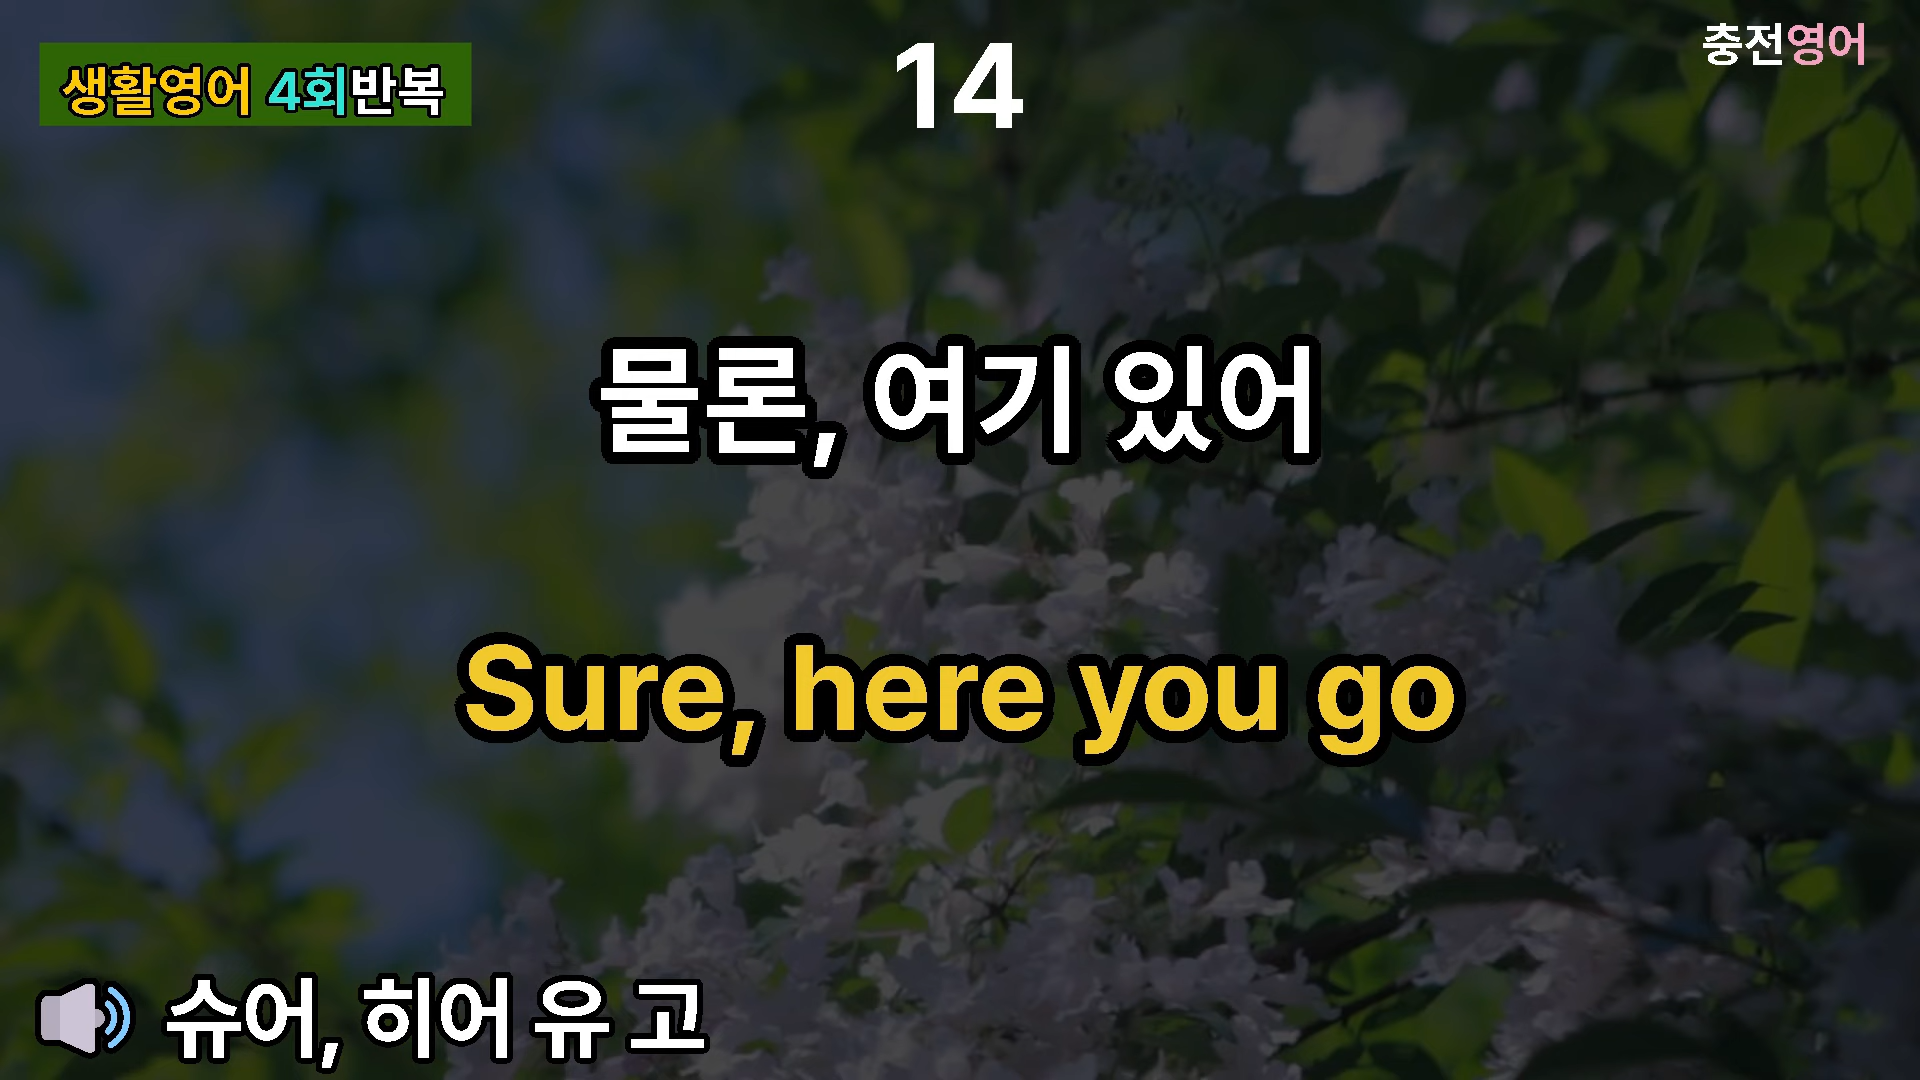 생활영어 4회반복
14
충전영어
물론, 여기 있어
Sure, here you go
슈어, 히어 유 고